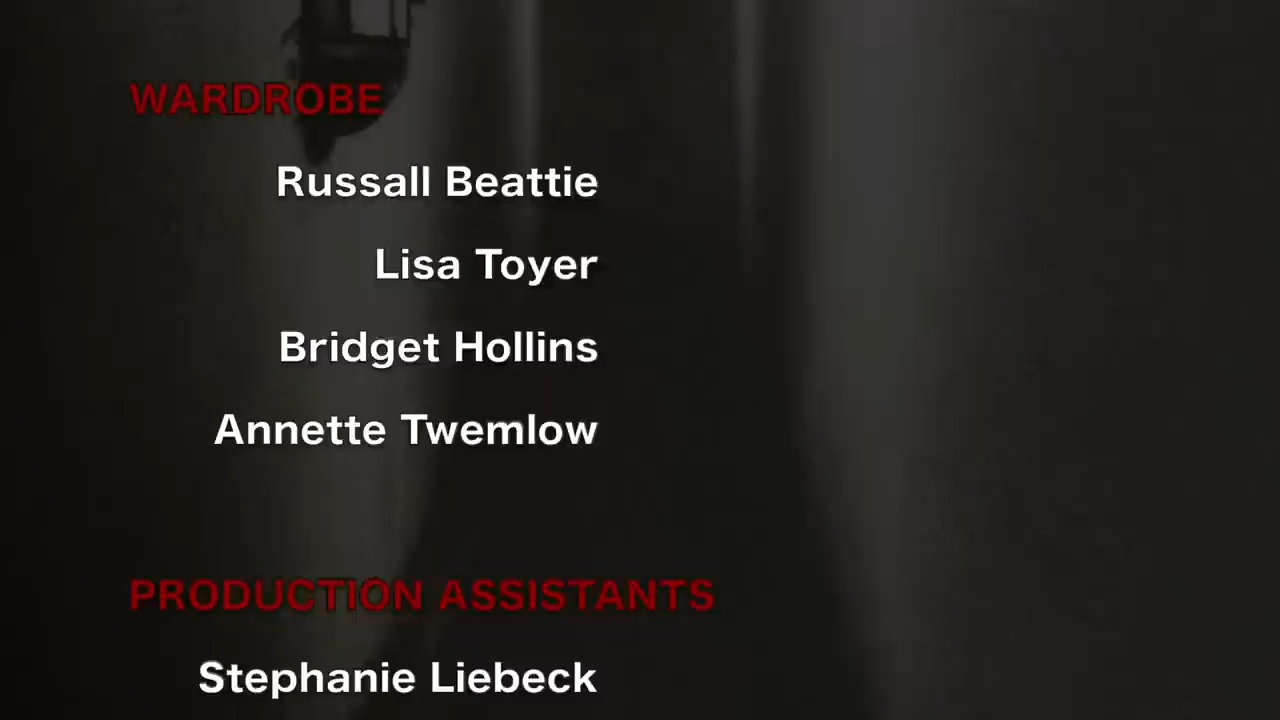 WARDROBE
Russall Beattie
Lisa Toyer
Bridget Hollins
Annette Twemlow
PRODUCTION ASSISTANTS
Stephanie Liebeck